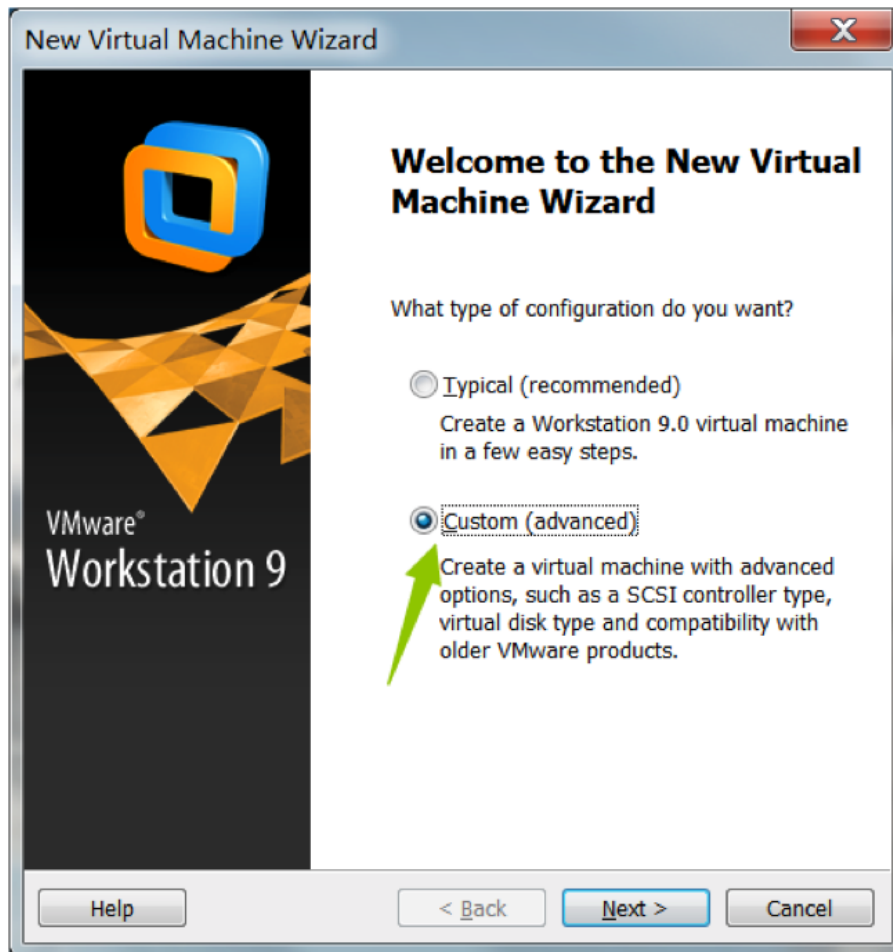 New Virtual Machine Wizard
Welcome to the New Virtual
Machine Wizard
What type of configuration do you want?
Typical (recommended)
Create a Workstation 9.0 virtual machine
in a few easy steps.
Custom (advanced)
Create a virtual machine with advanced
options, such as a SCSI controller type,
virtual disk type and compatibility with
older VMware products.
VMware®
Workstation 9
Help
< Back
Next >
Cancel